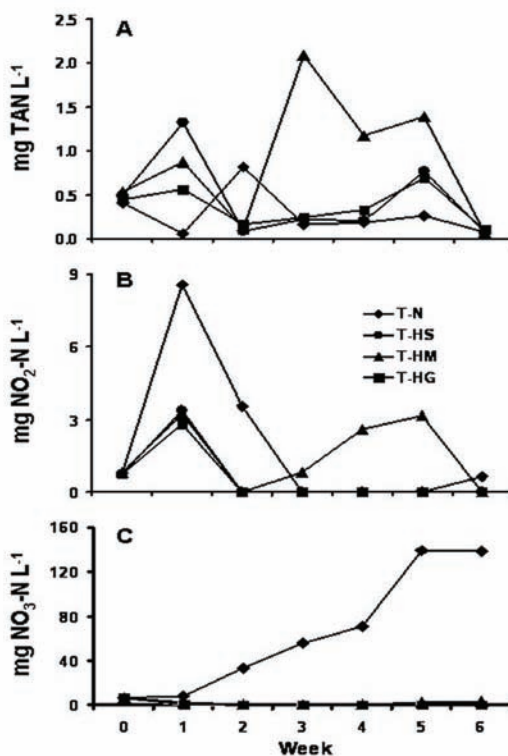 A
mg TAN L-1
2.5
2.0
1.5
1.0
0.5
0.0
B
mg NO2-N L-1
9
6
3
0
T-N
T-HS
T-HM
T-HG
C
mg NO3-N L-1
160
120
80
40
0
0 1 2 3 4 5 6
Week